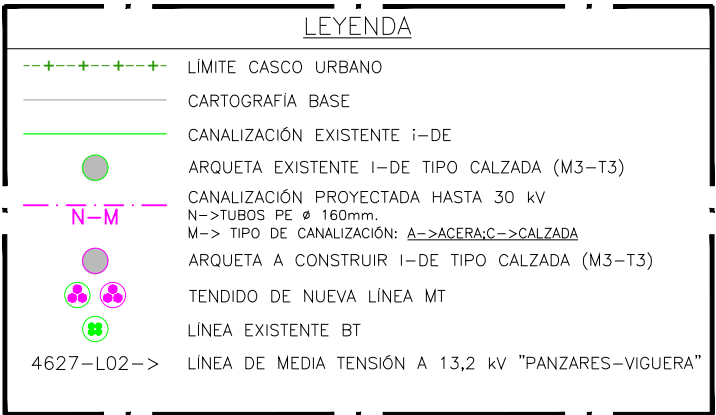 LEYENDA
LÍMITE CASCO URBANO
CARTOGRAFÍA BASE
CANALIZACIÓN EXISTENTE i-DE
ARQUETA EXISTENTE I-DE TIPO CALZADA (M3-T3)
CANALIZACIÓN PROYECTADA HASTA 30 kV
N-M
N->TUBOS PE ø 160mm.
M-> TIPO DE CANALIZACIÓN: A->ACERA;C->CALZADA
ARQUETA A CONSTRUIR I-DE TIPO CALZADA (M3-T3)
TENDIDO DE NUEVA LÍNEA MT
LÍNEA EXISTENTE BT
4627-L02-> LÍNEA DE MEDIA TENSIÓN A 13,2 kV "PANZARES-VIGUERA"